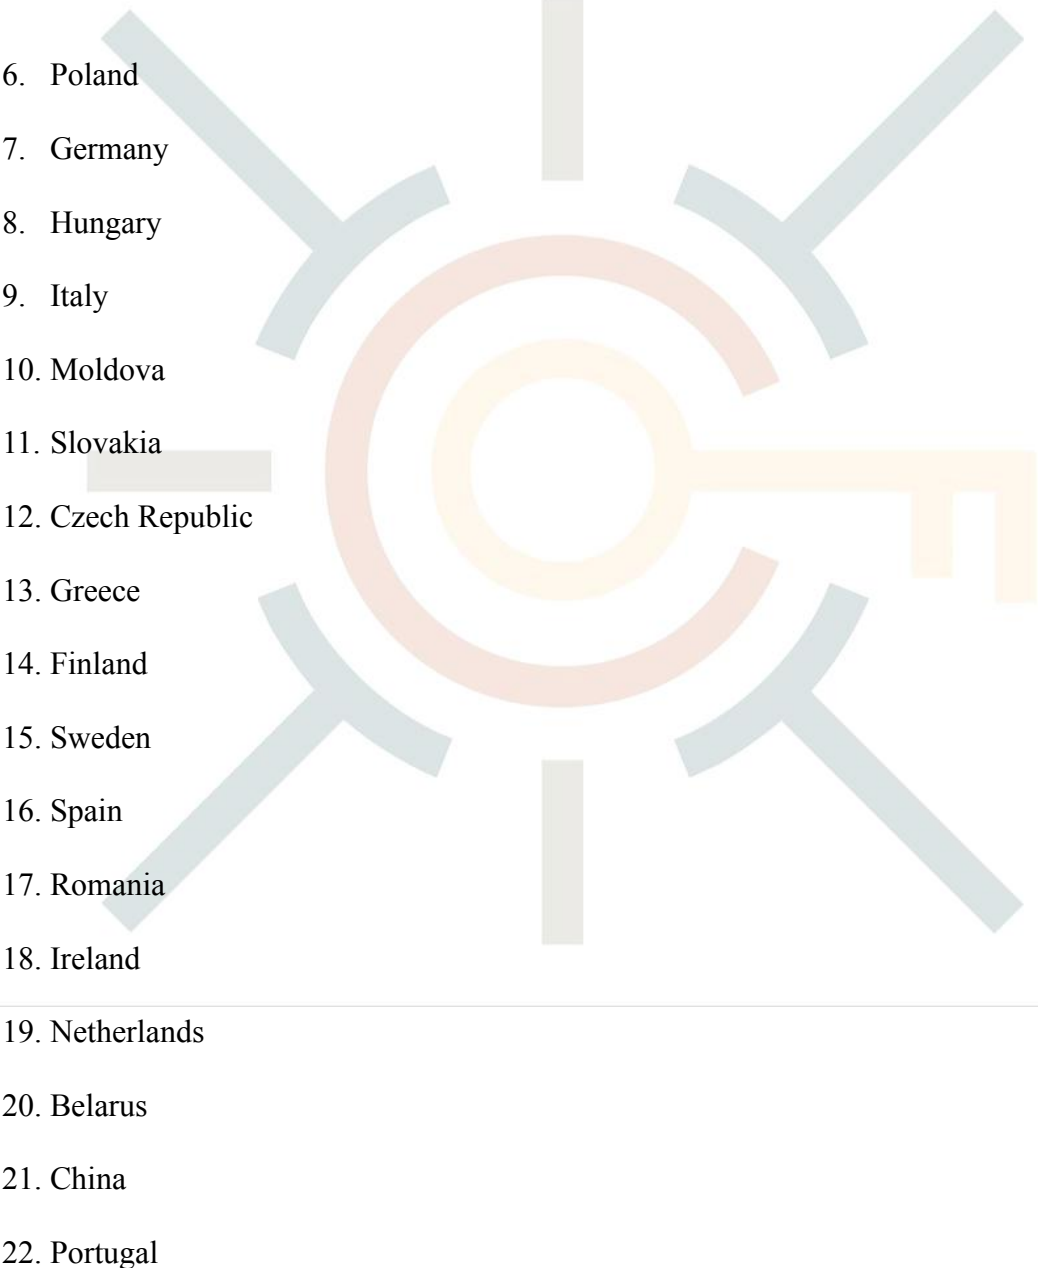 6. Poland
7. Germany
8. Hungary
9. Italy
10. Moldova
11. Slovakia
12. Czech Republic
13. Greece
14. Finland
15. Sweden
16. Spain
17. Romania
18. Ireland
19. Netherlands
20. Belarus
21. China
22. Portugal